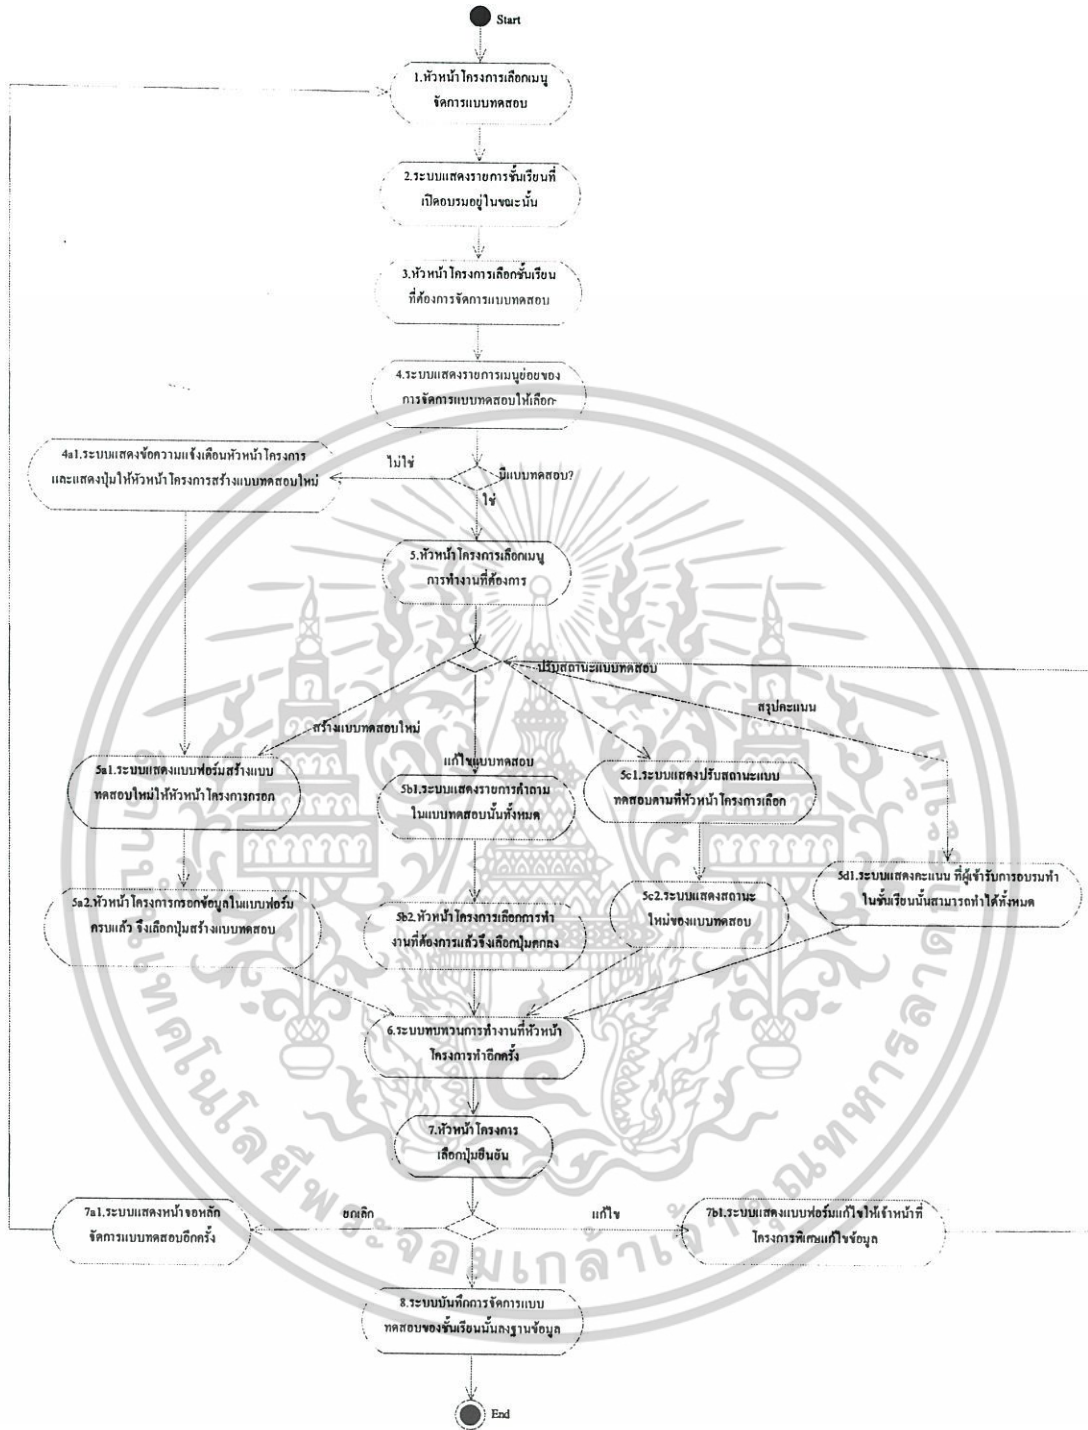 Start
1.หัวหน้าโครงการเลือกเมนู
จัดการแบบทดสอบ
2.ระบบแสดงรายการชั้นเรียนที่
เปิดอบรมอยู่ในขณะนั้น
3.หัวหน้าโครงการเลือกชั้นเรียน
ที่ต้องการจัดการแบบทดสอบ
4.ระบบแสดงรายการเมนูย่อยของ
การจัดการแบบทดสอบให้เลือก
4a1.ระบบแสดงข้อความแจ้งเตือนหัวหน้าโครงการ
และแสดงปุ่มให้หัวหน้าโครงการสร้างแบบทดสอบใหม่
ไม่ใช่
มีแบบทดสอบ?
ใช่
5.หัวหน้าโครงการเลือกเมนู
การทำงานที่ต้องการ
ปรับสถานะแบบทดสอบ
สรุปคะแนน
สร้างแบบทดสอบใหม่
แก้ไขแบบทดสอบ
5a1.ระบบแสดงแบบฟอร์มสร้างแบบ
ทดสอบใหม่ให้หัวหน้าโครงการกรอก
5b1.ระบบแสดงรายการคำถาม
ในแบบทดสอบนั้นทั้งหมด
5c1.ระบบแสดงปรับสถานะแบบ
ทดสอบตามที่หัวหน้าโครงการเลือก
5d1.ระบบแสดงคะแนน ที่ผู้เข้ารับการอบรมทำ
ในชั้นเรียนนั้นสามารถทำได้ทั้งหมด
5a2.หัวหน้าโครงการกรอกข้อมูลในแบบฟอร์ม
ครบแล้ว จึงเลือกปุ่มสร้างแบบทดสอบ
5b2.หัวหน้าโครงการเลือกการทำ
งานที่ต้องการแล้วจึงเลือกปุ่มตกลง
5c2.ระบบแสดงสถานะ
ใหม่ของแบบทดสอบ
6.ระบบทบทวนการทำงานที่หัวหน้า
โครงการทำอีกครั้ง
7.หัวหน้าโครงการ
เลือกปุ่มยืนยัน
7a1.ระบบแสดงหน้าจอหลัก
จัดการแบบทดสอบอีกครั้ง
ยกเลิก
แก้ไข
7b1.ระบบแสดงแบบฟอร์มแก้ไขให้เจ้าหน้าที่
โครงการพิเศษแก้ไขข้อมูล
8.ระบบบันทึกการจัดการแบบ
ทดสอบของชั้นเรียนนั้นลงฐานข้อมูล
End
เทคโนโลยีพระจอมเกล้าเจ้าคุณทหารลาดกระบัง